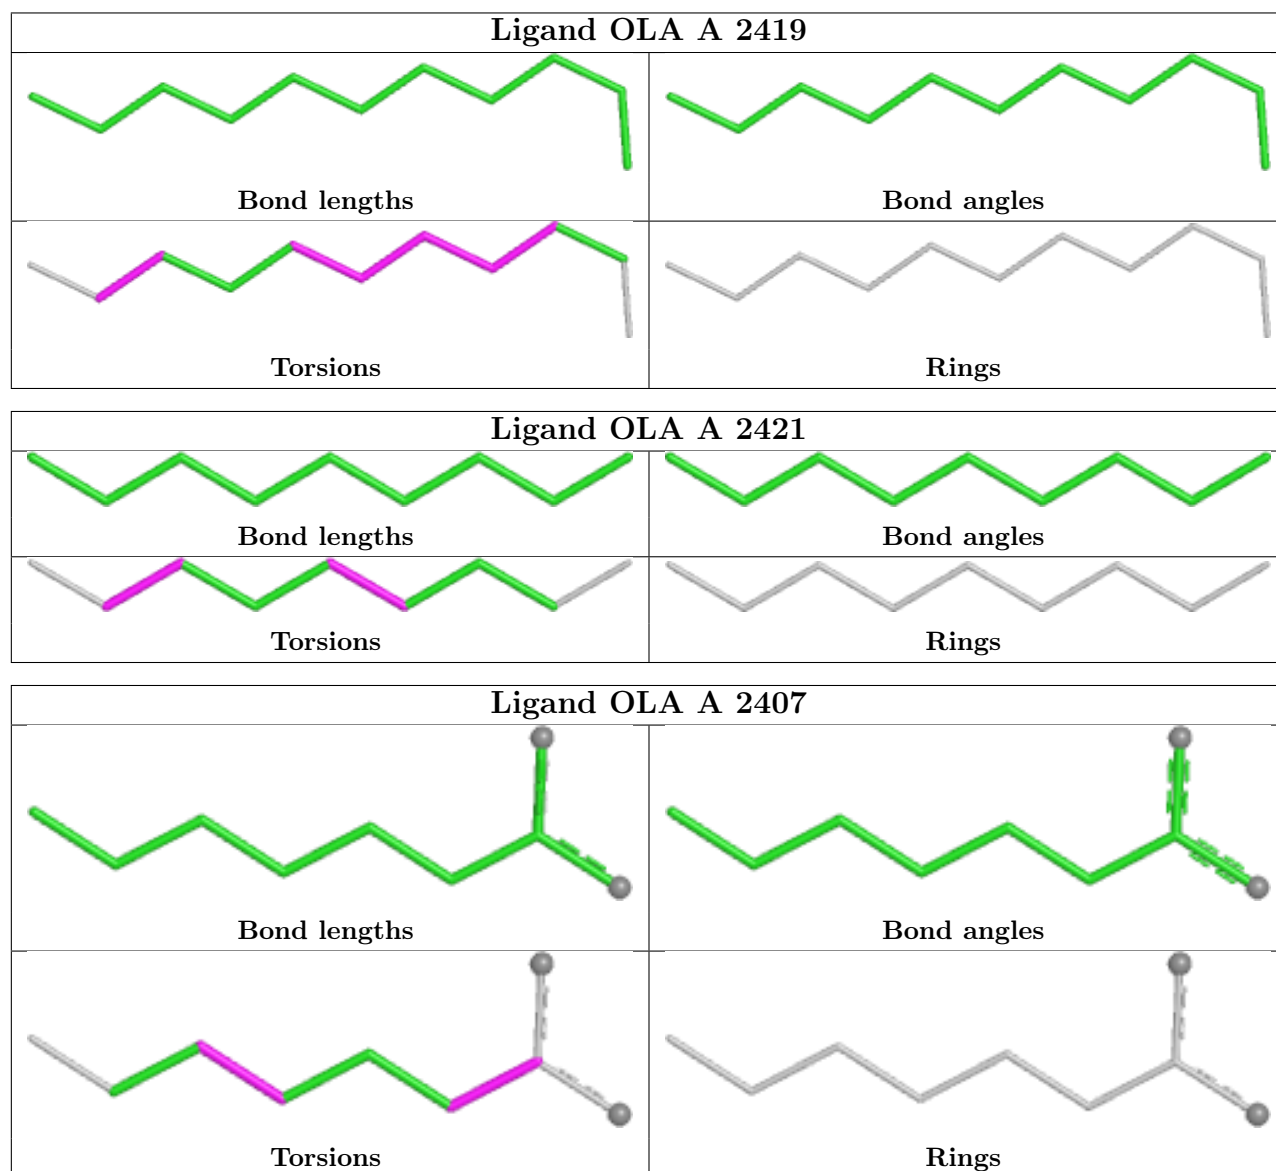 Ligand OLA A 2419
Bond lengths
Bond angles
Torsions
Rings
Ligand OLA A 2421
Bond lengths
Bond angles
Torsions
Rings
Ligand OLA A 2407
Bond lengths
Bond angles
Torsions
Rings